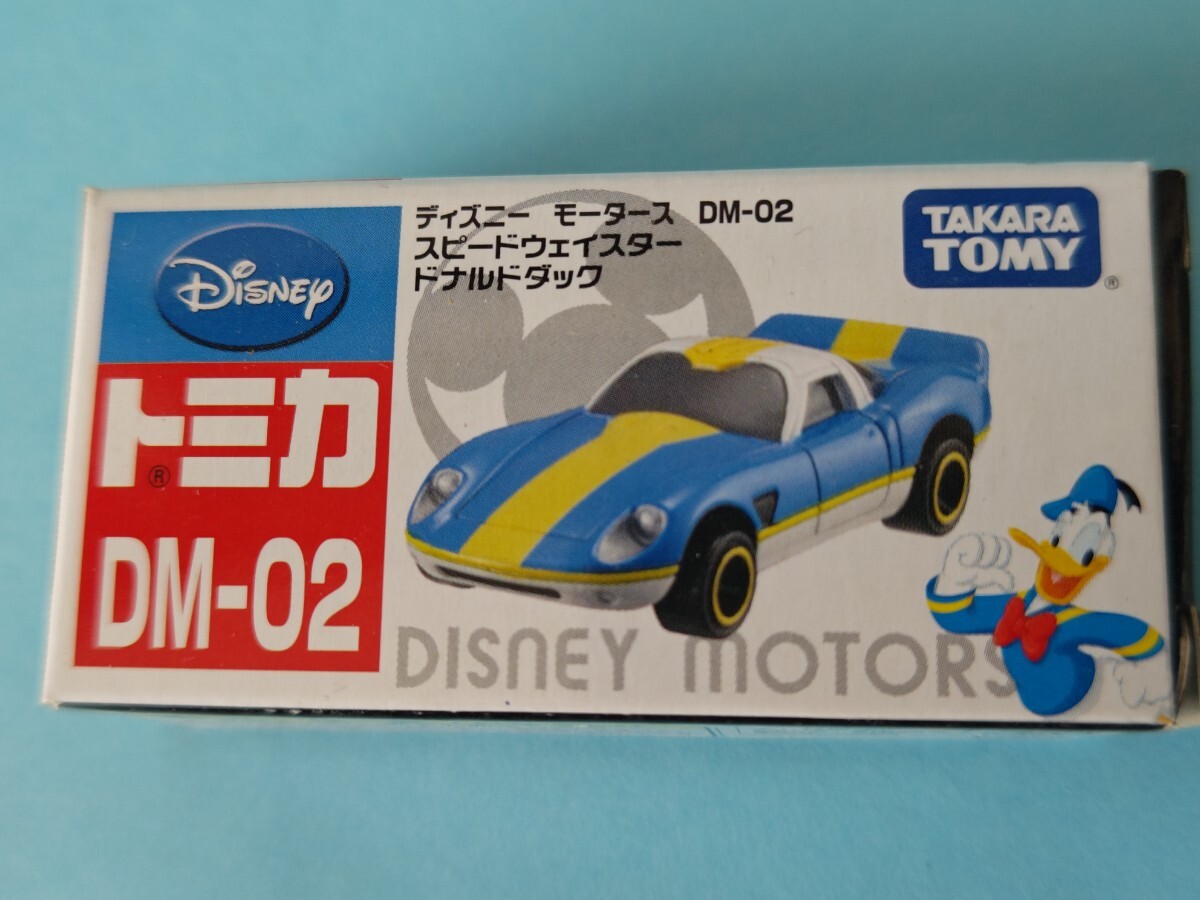 Disney
トミカ
®
DM-02
ディズニー モータース DM-02
スピードウェイスター
ドナルドダック
TAKARA
TOMY
®
DISNEY MOTORS